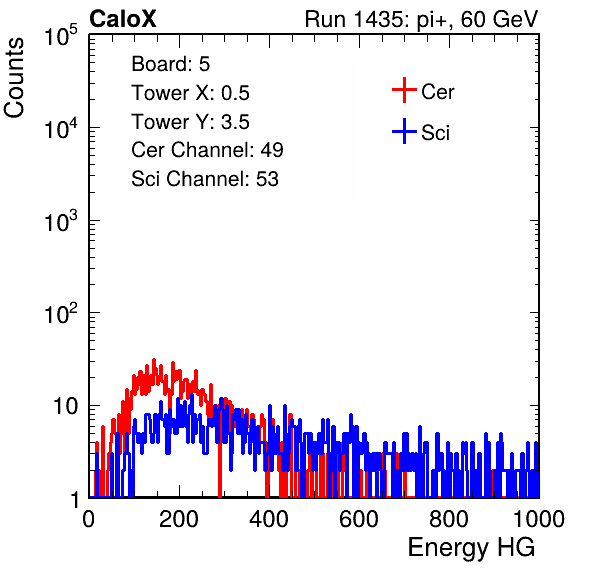 CaloX Run 1435: pi+, 60 GeV
Counts
10^5
10^4
10^3
10^2
10
1
Board: 5
Tower X: 0.5
Tower Y: 3.5
Cer Channel: 49
Sci Channel: 53
Cer
Sci
0 200 400 600 800 1000
Energy HG